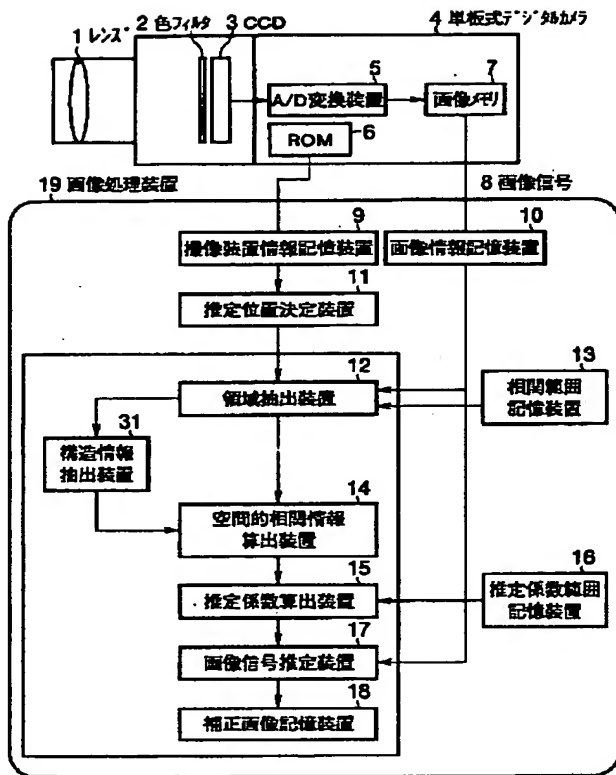 1 レンズ
2 色フィルタ
3 CCD
4 単板式デジタルカメラ
5
A/D変換装置
7
画像メモリ
ROM
6
19 画像処理装置
8 画像信号
9
撮像装置情報記憶装置
10
画像情報記憶装置
11
推定位置決定装置
12
領域抽出装置
13
相関範囲
記憶装置
31
構造情報
抽出装置
14
空間的相関情報
算出装置
15
推定係数算出装置
16
推定係数範囲
記憶装置
17
画像信号推定装置
18
補正画像記憶装置